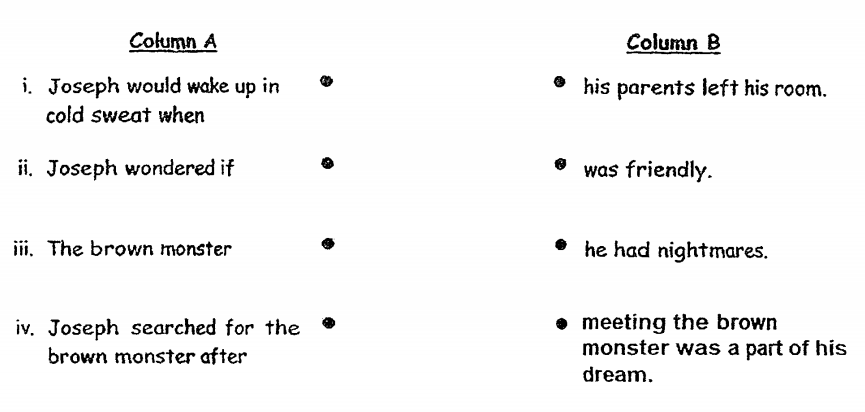 Column A
Column B
i. Joseph would wake up in
cold sweat when
his parents left his room.
ii. Joseph wondered if
was friendly.
iii. The brown monster
he had nightmares.
iv. Joseph searched for the
brown monster after
meeting the brown
monster was a part of his
dream.